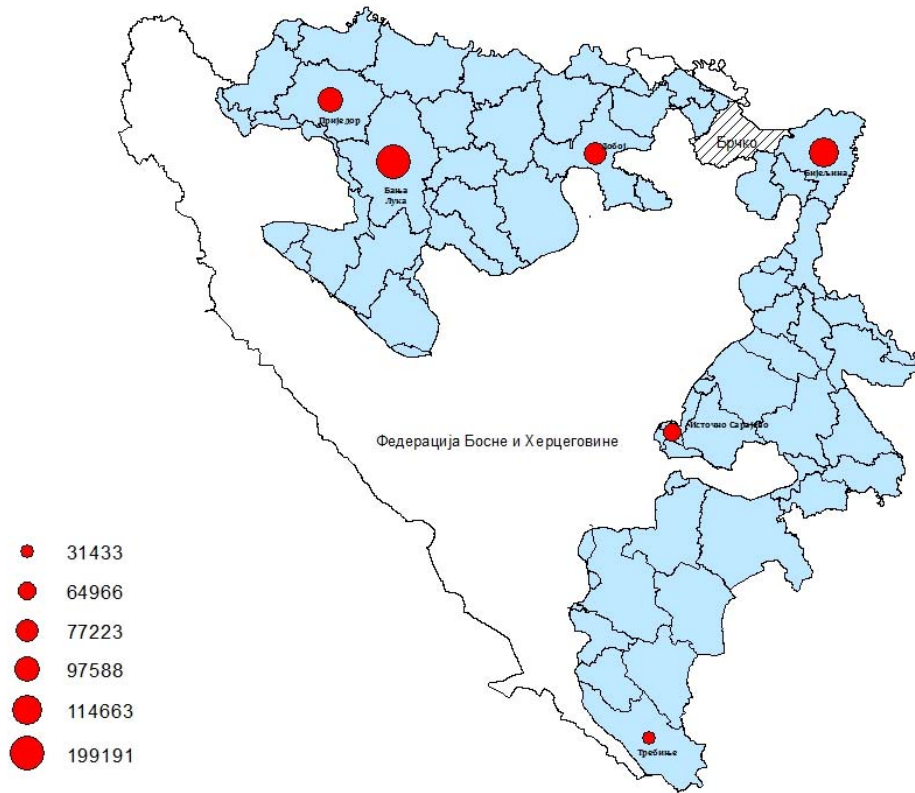 Приједор
Бања
Лука
Добој
Брчко
Бијељина
Источно Сарајево
Федерација Босне и Херцеговине
Требиње
31433
64966
77223
97588
114663
199191